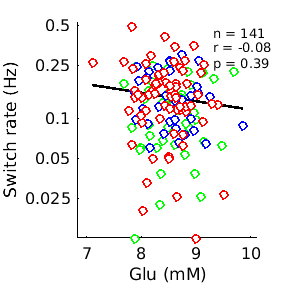 0.5
n = 141
r = -0.08
p = 0.39
0.25
0.1
0.05
0.025
Switch rate (Hz)
7 8 9 10
Glu (mM)